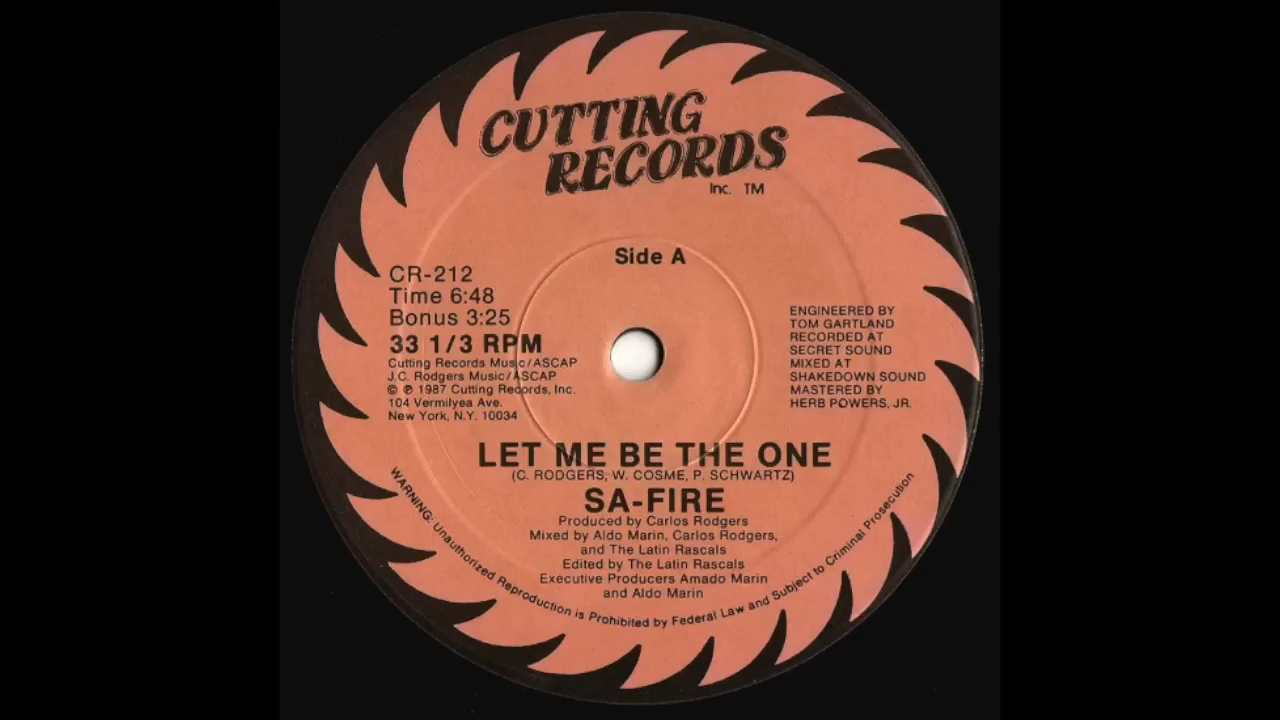 CUTTING
RECORDS
Inc. TM
Side A
CR-212
Time 6:48
Bonus 3:25
33 1/3 RPM
Cutting Records Music/ASCAP
J.C. Rodgers Music/ASCAP
© ℗ 1987 Cutting Records, Inc.
104 Vermilyea Ave.
New York, N.Y. 10034
ENGINEERED BY
TOM GARTLAND
RECORDED AT
SECRET SOUND
MIXED AT
SHAKEDOWN SOUND
MASTERED BY
HERB POWERS, JR.
LET ME BE THE ONE
(C. RODGERS, W. COSME, P. SCHWARTZ)
SA-FIRE
Produced by Carlos Rodgers
Mixed by Aldo Marin, Carlos Rodgers,
and The Latin Rascals
Edited by The Latin Rascals
Executive Producers Amado Marin
and Aldo Marin
WARNING: Unauthorized Reproduction is Prohibited by Federal Law and Subject to Criminal Prosecution